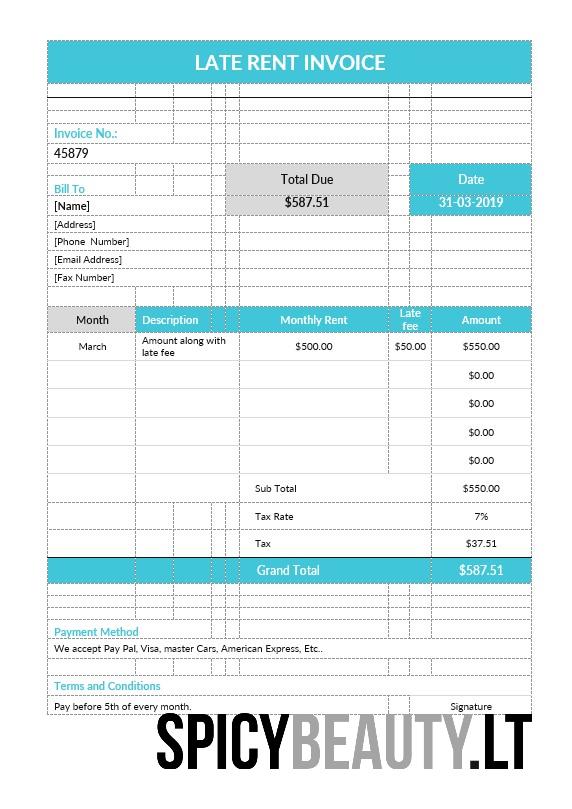 LATE RENT INVOICE
Invoice No.:
45879
Total Due Date
Bill To
[Name] $587.51 31-03-2019
[Address]
[Phone Number]
[Email Address]
[Fax Number]
Month Description Monthly Rent Late fee Amount
March Amount along with late fee $500.00 $50.00 $550.00
$0.00
$0.00
$0.00
$0.00
Sub Total $550.00
Tax Rate 7%
Tax $37.51
Grand Total $587.51
Payment Method
We accept Pay Pal, Visa, master Cars, American Express, Etc..
Terms and Conditions
Pay before 5th of every month. Signature
SPICYBEAUTY.LT